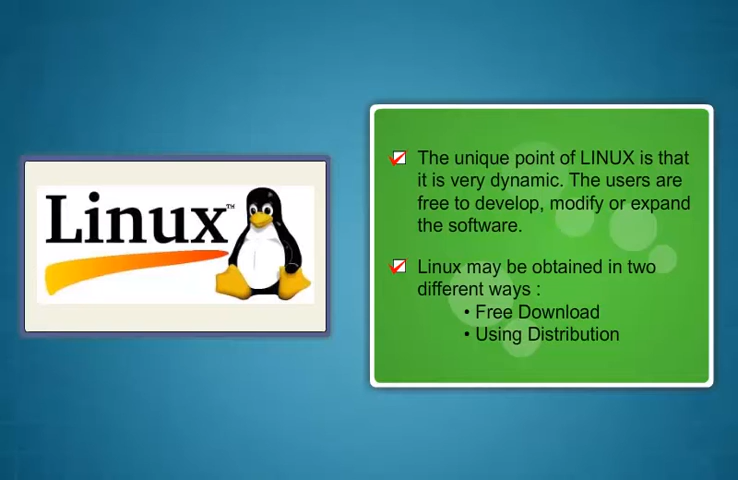 Linux™
The unique point of LINUX is that
it is very dynamic. The users are
free to develop, modify or expand
the software.
Linux may be obtained in two
different ways :
• Free Download
• Using Distribution